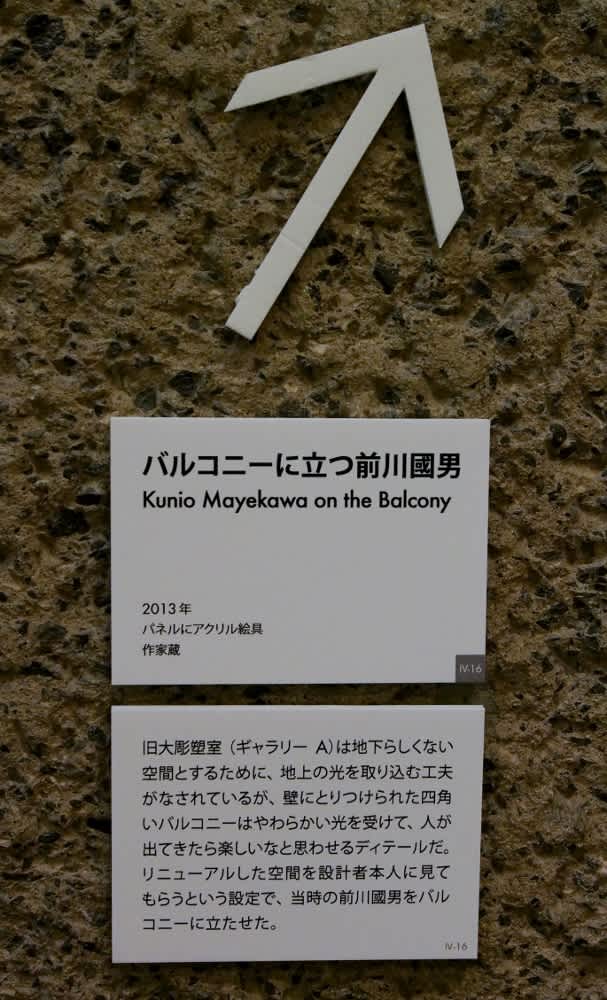 バルコニーに立つ前川國男
Kunio Mayekawa on the Balcony
2013年
パネルにアクリル絵具
作家蔵
IV-16
旧大彫塑室（ギャラリー A）は地下らしくない
空間とするために、地上の光を取り込む工夫
がなされているが、壁にとりつけられた四角
いバルコニーはやわらかい光を受けて、人が
出てきたら楽しいなと思わせるディテールだ。
リニューアルした空間を設計者本人に見て
もらうという設定で、当時の前川國男をバル
コニーに立たせた。
IV-16